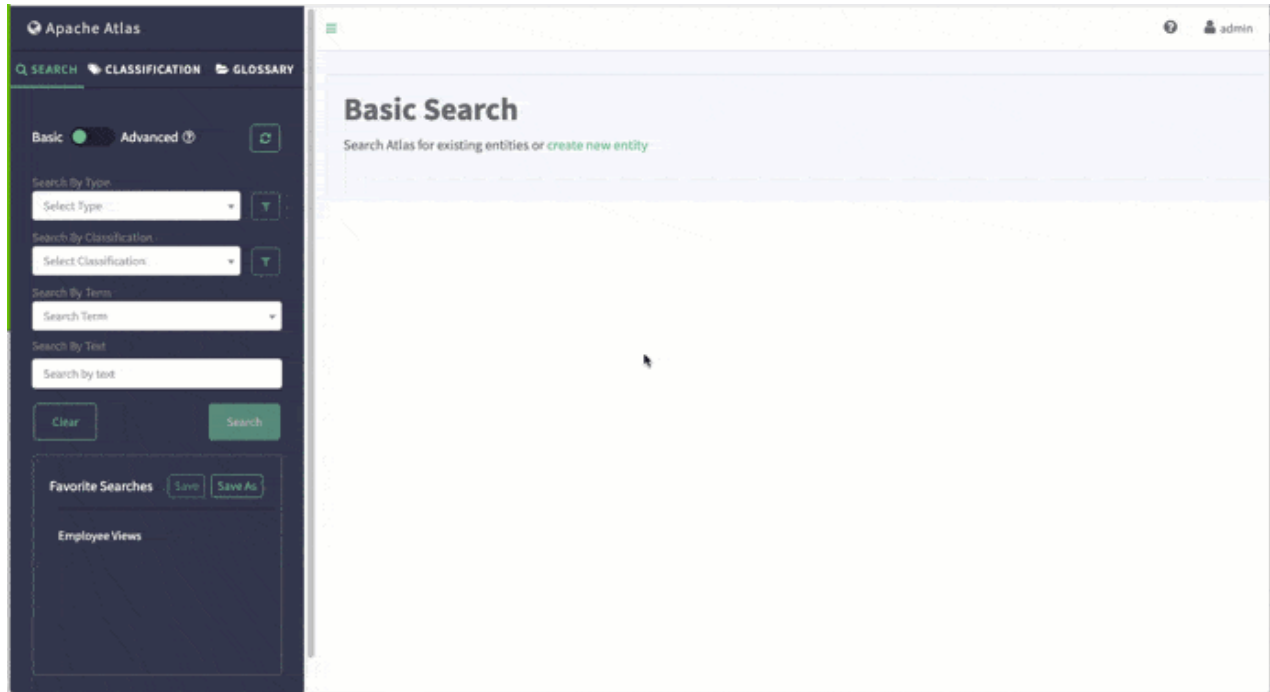 Apache Atlas
admin
SEARCH CLASSIFICATION GLOSSARY
Basic Search
Search Atlas for existing entities or create new entity
Basic Advanced
Search By Type
Select Type
Search By Classification
Select Classification
Search By Term
Search Term
Search By Text
Search by text
Clear Search
Favorite Searches Save Save As
Employee Views